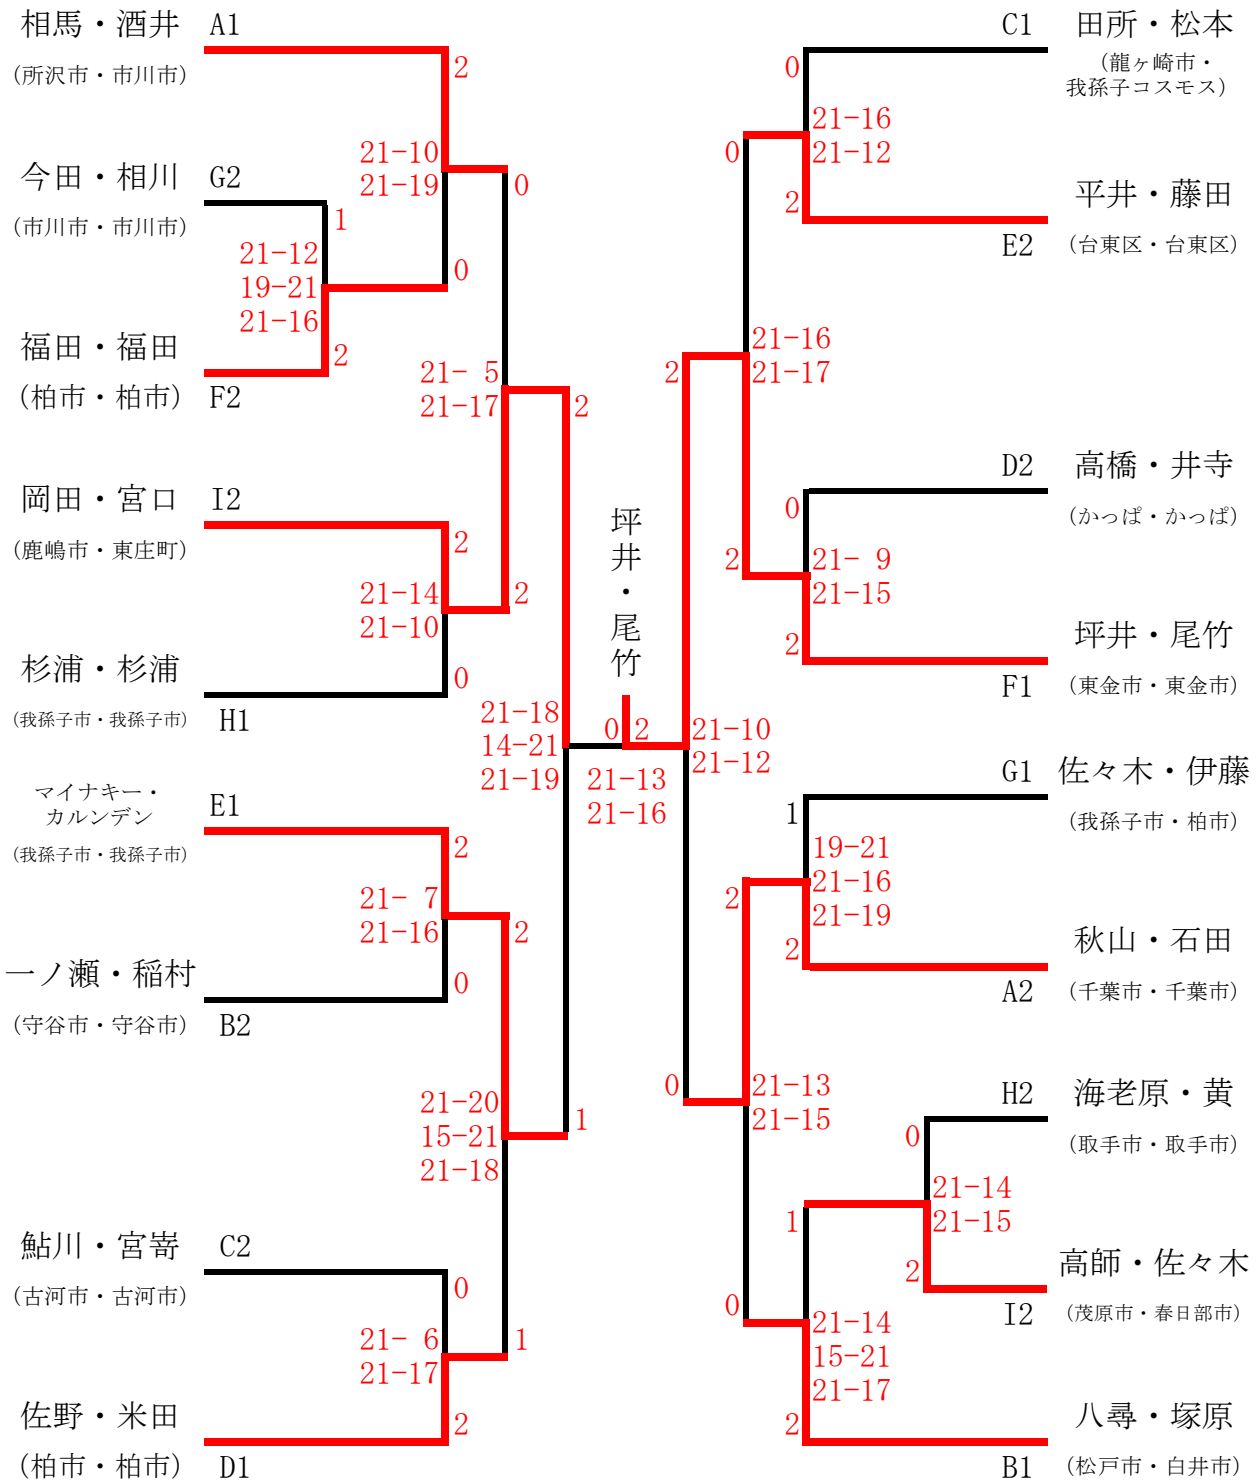 相馬・酒井 A1
(所沢市・市川市)
2
21-10
21-19
0
今田・相川 G2
(市川市・市川市)
1
21-12
19-21
21-16
0
福田・福田
(柏市・柏市) F2
2
21- 5
21-17
2
岡田・宮口 I2
(鹿嶋市・東庄町)
2
21-14
21-10
2
杉浦・杉浦
(我孫子市・我孫子市) H1
0
21-18
14-21
21-19
マイナキー・
カルンデン
E1
(我孫子市・我孫子市)
2
21- 7
21-16
2
一ノ瀬・稲村
(守谷市・守谷市) B2
0
21-20
15-21
21-18
1
鮎川・宮嵜 C2
(古河市・古河市)
0
21- 6
21-17
1
佐野・米田
(柏市・柏市) D1
2
坪井・尾竹
0 2
21-13
21-16
C1 田所・松本
(龍ヶ崎市・
我孫子コスモス)
0
21-16
21-12
0
平井・藤田
E2 (台東区・台東区)
2
21-16
21-17
2
D2 高橋・井寺
(かっぱ・かっぱ)
0
21- 9
21-15
2
坪井・尾竹
F1 (東金市・東金市)
2
21-10
21-12
G1 佐々木・伊藤
(我孫子市・柏市)
1
19-21
21-16
21-19
2
秋山・石田
A2 (千葉市・千葉市)
2
21-13
21-15
0
H2 海老原・黄
(取手市・取手市)
0
21-14
21-15
1
高師・佐々木
I2 (茂原市・春日部市)
2
0
21-14
15-21
21-17
八尋・塚原
B1 (松戸市・白井市)
2